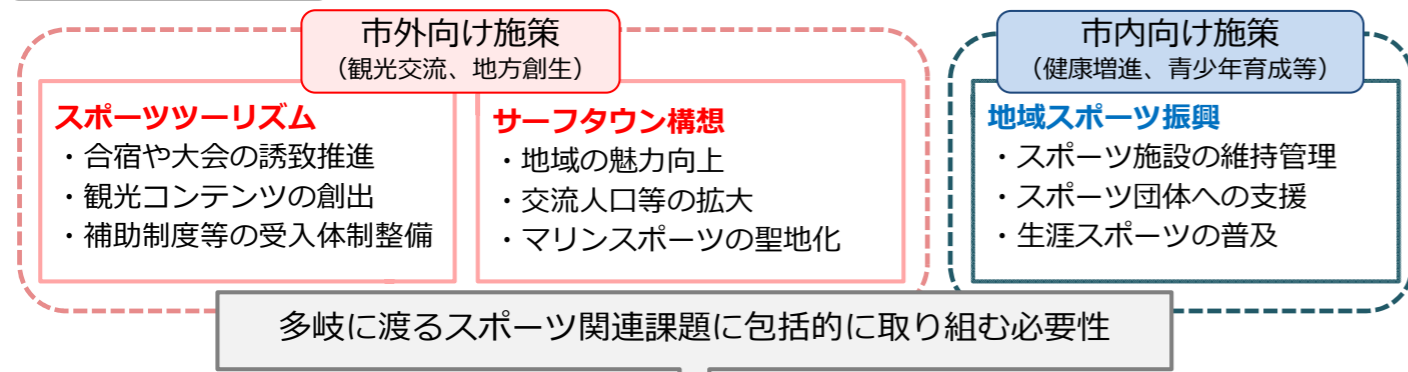 市外向け施策
（観光交流、地方創生）
スポーツツーリズム
・合宿や大会の誘致推進
・観光コンテンツの創出
・補助制度等の受入体制整備
サーフタウン構想
・地域の魅力向上
・交流人口等の拡大
・マリンスポーツの聖地化
市内向け施策
（健康増進、青少年育成等）
地域スポーツ振興
・スポーツ施設の維持管理
・スポーツ団体への支援
・生涯スポーツの普及
多岐に渡るスポーツ関連課題に包括的に取り組む必要性